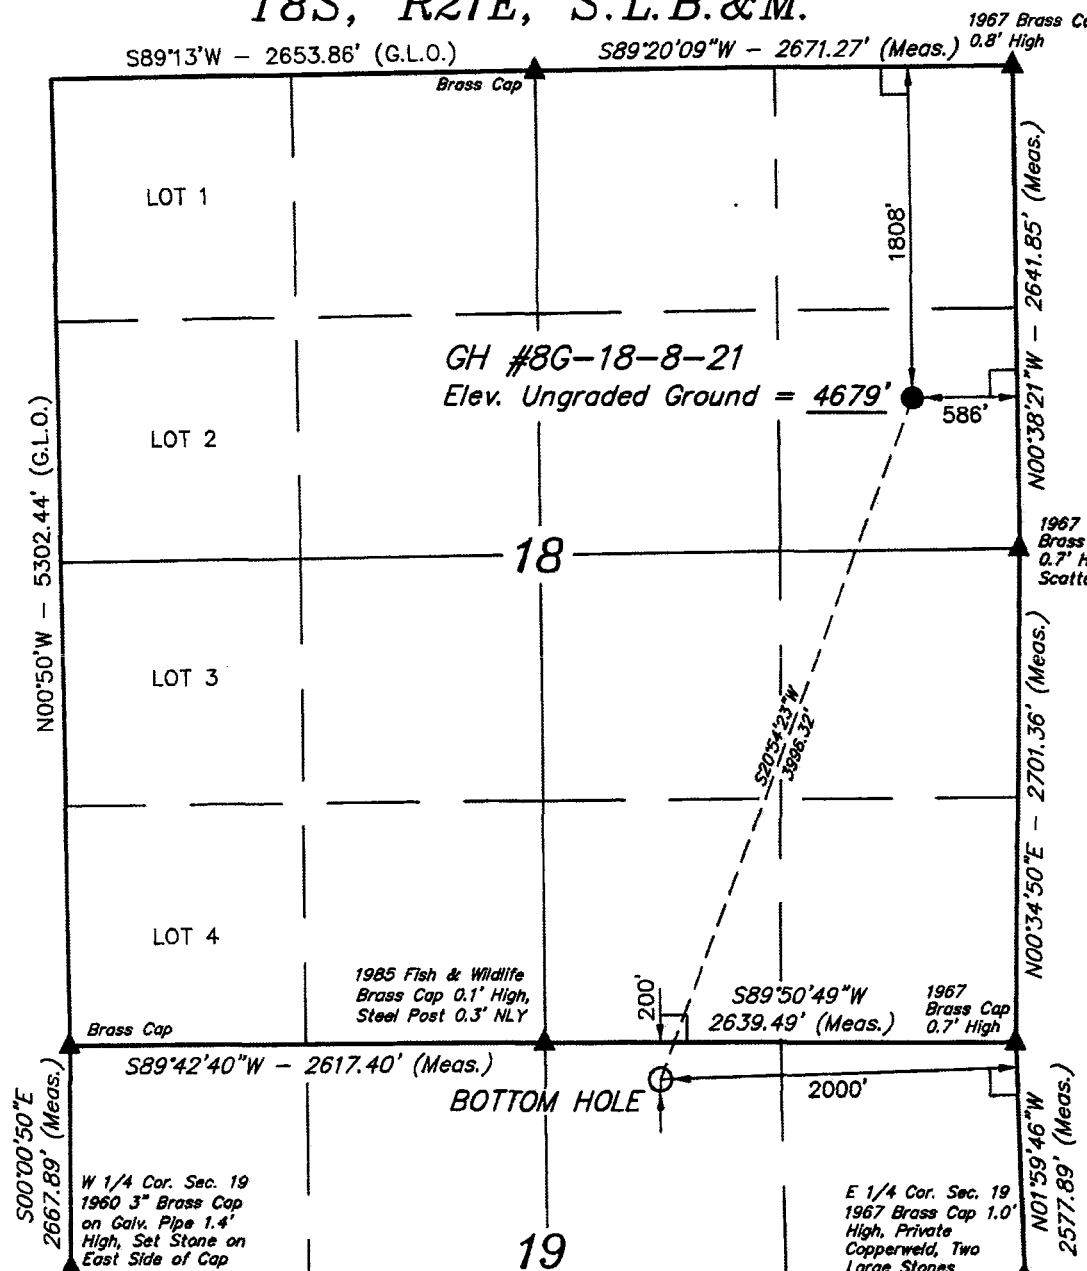 T8S, R21E, S.L.B.&M.
S89°13'W - 2653.86' (G.L.O.)
S89°20'09"W - 2671.27' (Meas.)
1967 Brass Ca
0.8' High
Brass Cap
LOT 1
1808'
N00°38'21"W - 2641.85' (Meas.)
GH #8G-18-8-21
Elev. Ungraded Ground = 4679'
586'
LOT 2
N00°50'W - 5302.44' (G.L.O.)
18
1967
Brass
0.7' H
Scatte
LOT 3
S20°54'23"W
3996.32'
N00°34'50"E - 2701.36' (Meas.)
LOT 4
1985 Fish & Wildlife
Brass Cap 0.1' High,
Steel Post 0.3' NLY
200'
S89°50'49"W
2639.49' (Meas.)
1967
Brass Cap
0.7' High
Brass Cap
S89°42'40"W - 2617.40' (Meas.)
BOTTOM HOLE
2000'
S00°00'50"E
2667.89' (Meas.)
N01°59'46"W
2577.89' (Meas.)
W 1/4 Cor. Sec. 19
1960 3" Brass Cap
on Galv. Pipe 1.4'
High, Set Stone on
East Side of Cap
19
E 1/4 Cor. Sec. 19
1967 Brass Cap 1.0'
High, Private
Copperweld, Two
Large Stones